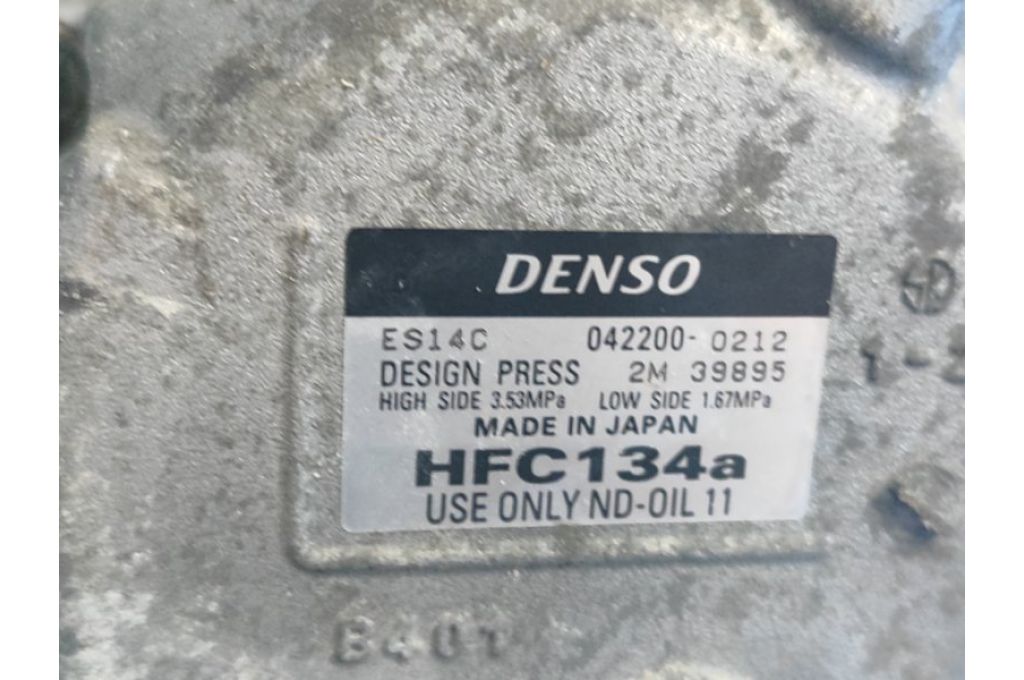 DENSO
ES14C 042200-0212
DESIGN PRESS 2M 39895
HIGH SIDE 3.53MPa LOW SIDE 1.67MPa
MADE IN JAPAN
HFC134a
USE ONLY ND-OIL 11